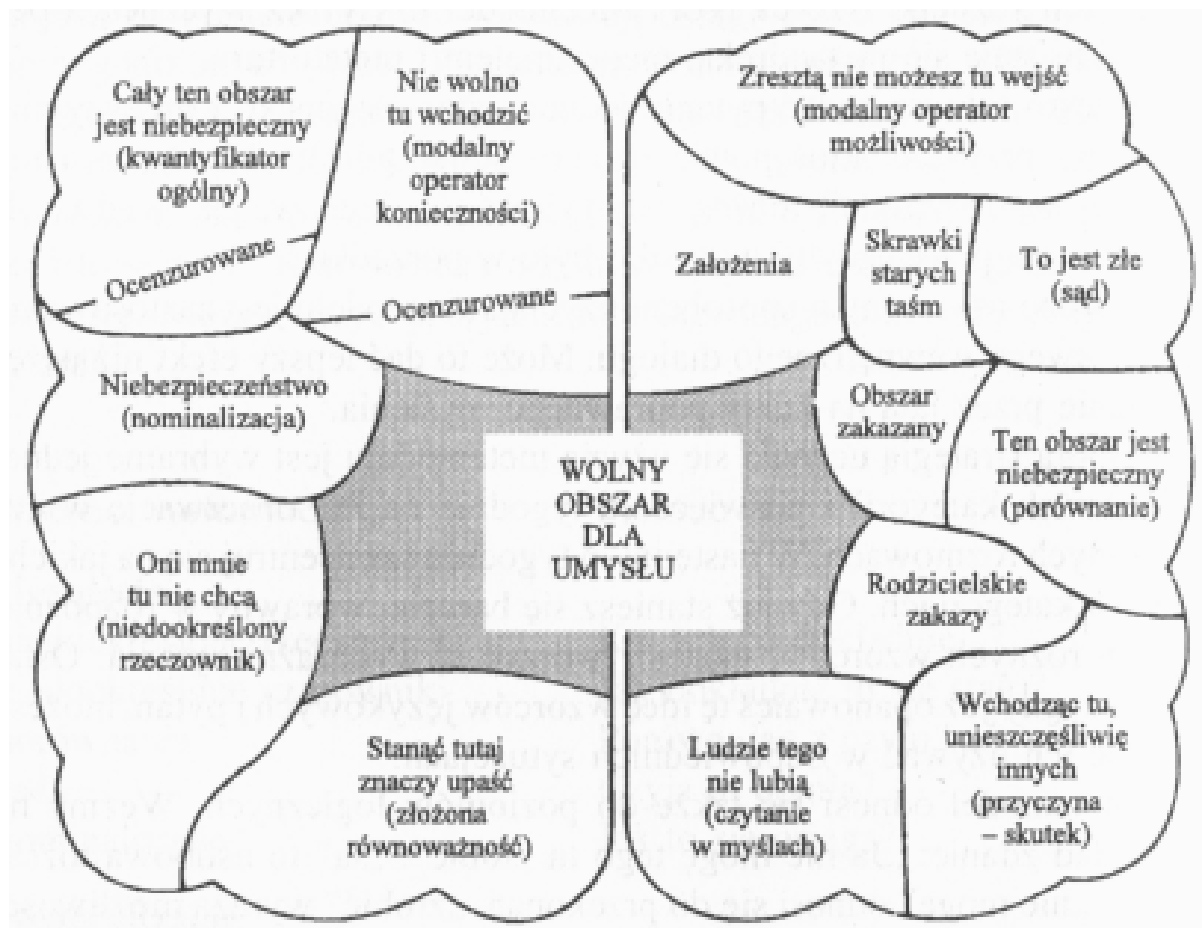 Cały ten obszar
jest niebezpieczny
(kwantyfikator
ogólny)
Ocenzurowane
Nie wolno
tu wchodzić
(modalny
operator
konieczności)
Ocenzurowane
Niebezpieczeństwo
(nominalizacja)
Oni mnie
tu nie chcą
(niedookreślony
rzeczownik)
Stanąć tutaj
znaczy upaść
(złożona
równoważność)
WOLNY
OBSZAR
DLA
UMYSŁU
Zresztą nie możesz tu wejść
(modalny operator
możliwości)
Założenia
Skrawki
starych
taśm
To jest złe
(sąd)
Obszar
zakazany
Ten obszar jest
niebezpieczny
(porównanie)
Rodzicielskie
zakazy
Ludzie tego
nie lubią
(czytanie
w myślach)
Wchodząc tu,
unieszczęśliwię
innych
(przyczyna
– skutek)